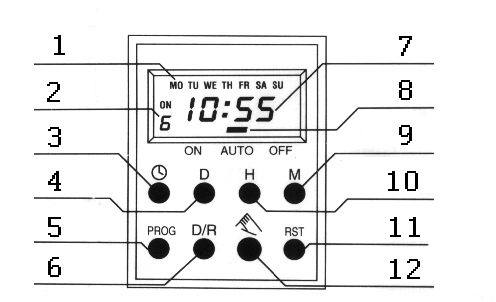 1 7
MO TU WE TH FR SA SU
2 ON 8
6 10:55
3 ON AUTO OFF 9
D H M
4 10
5 PROG D/R RST 11
6 12